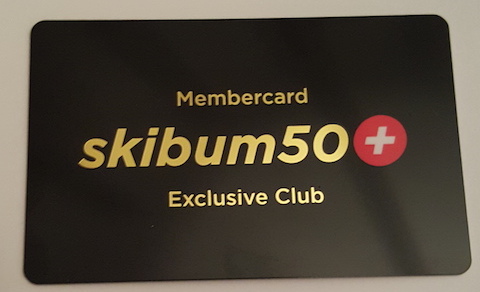 Membercard
skibum50+
Exclusive Club